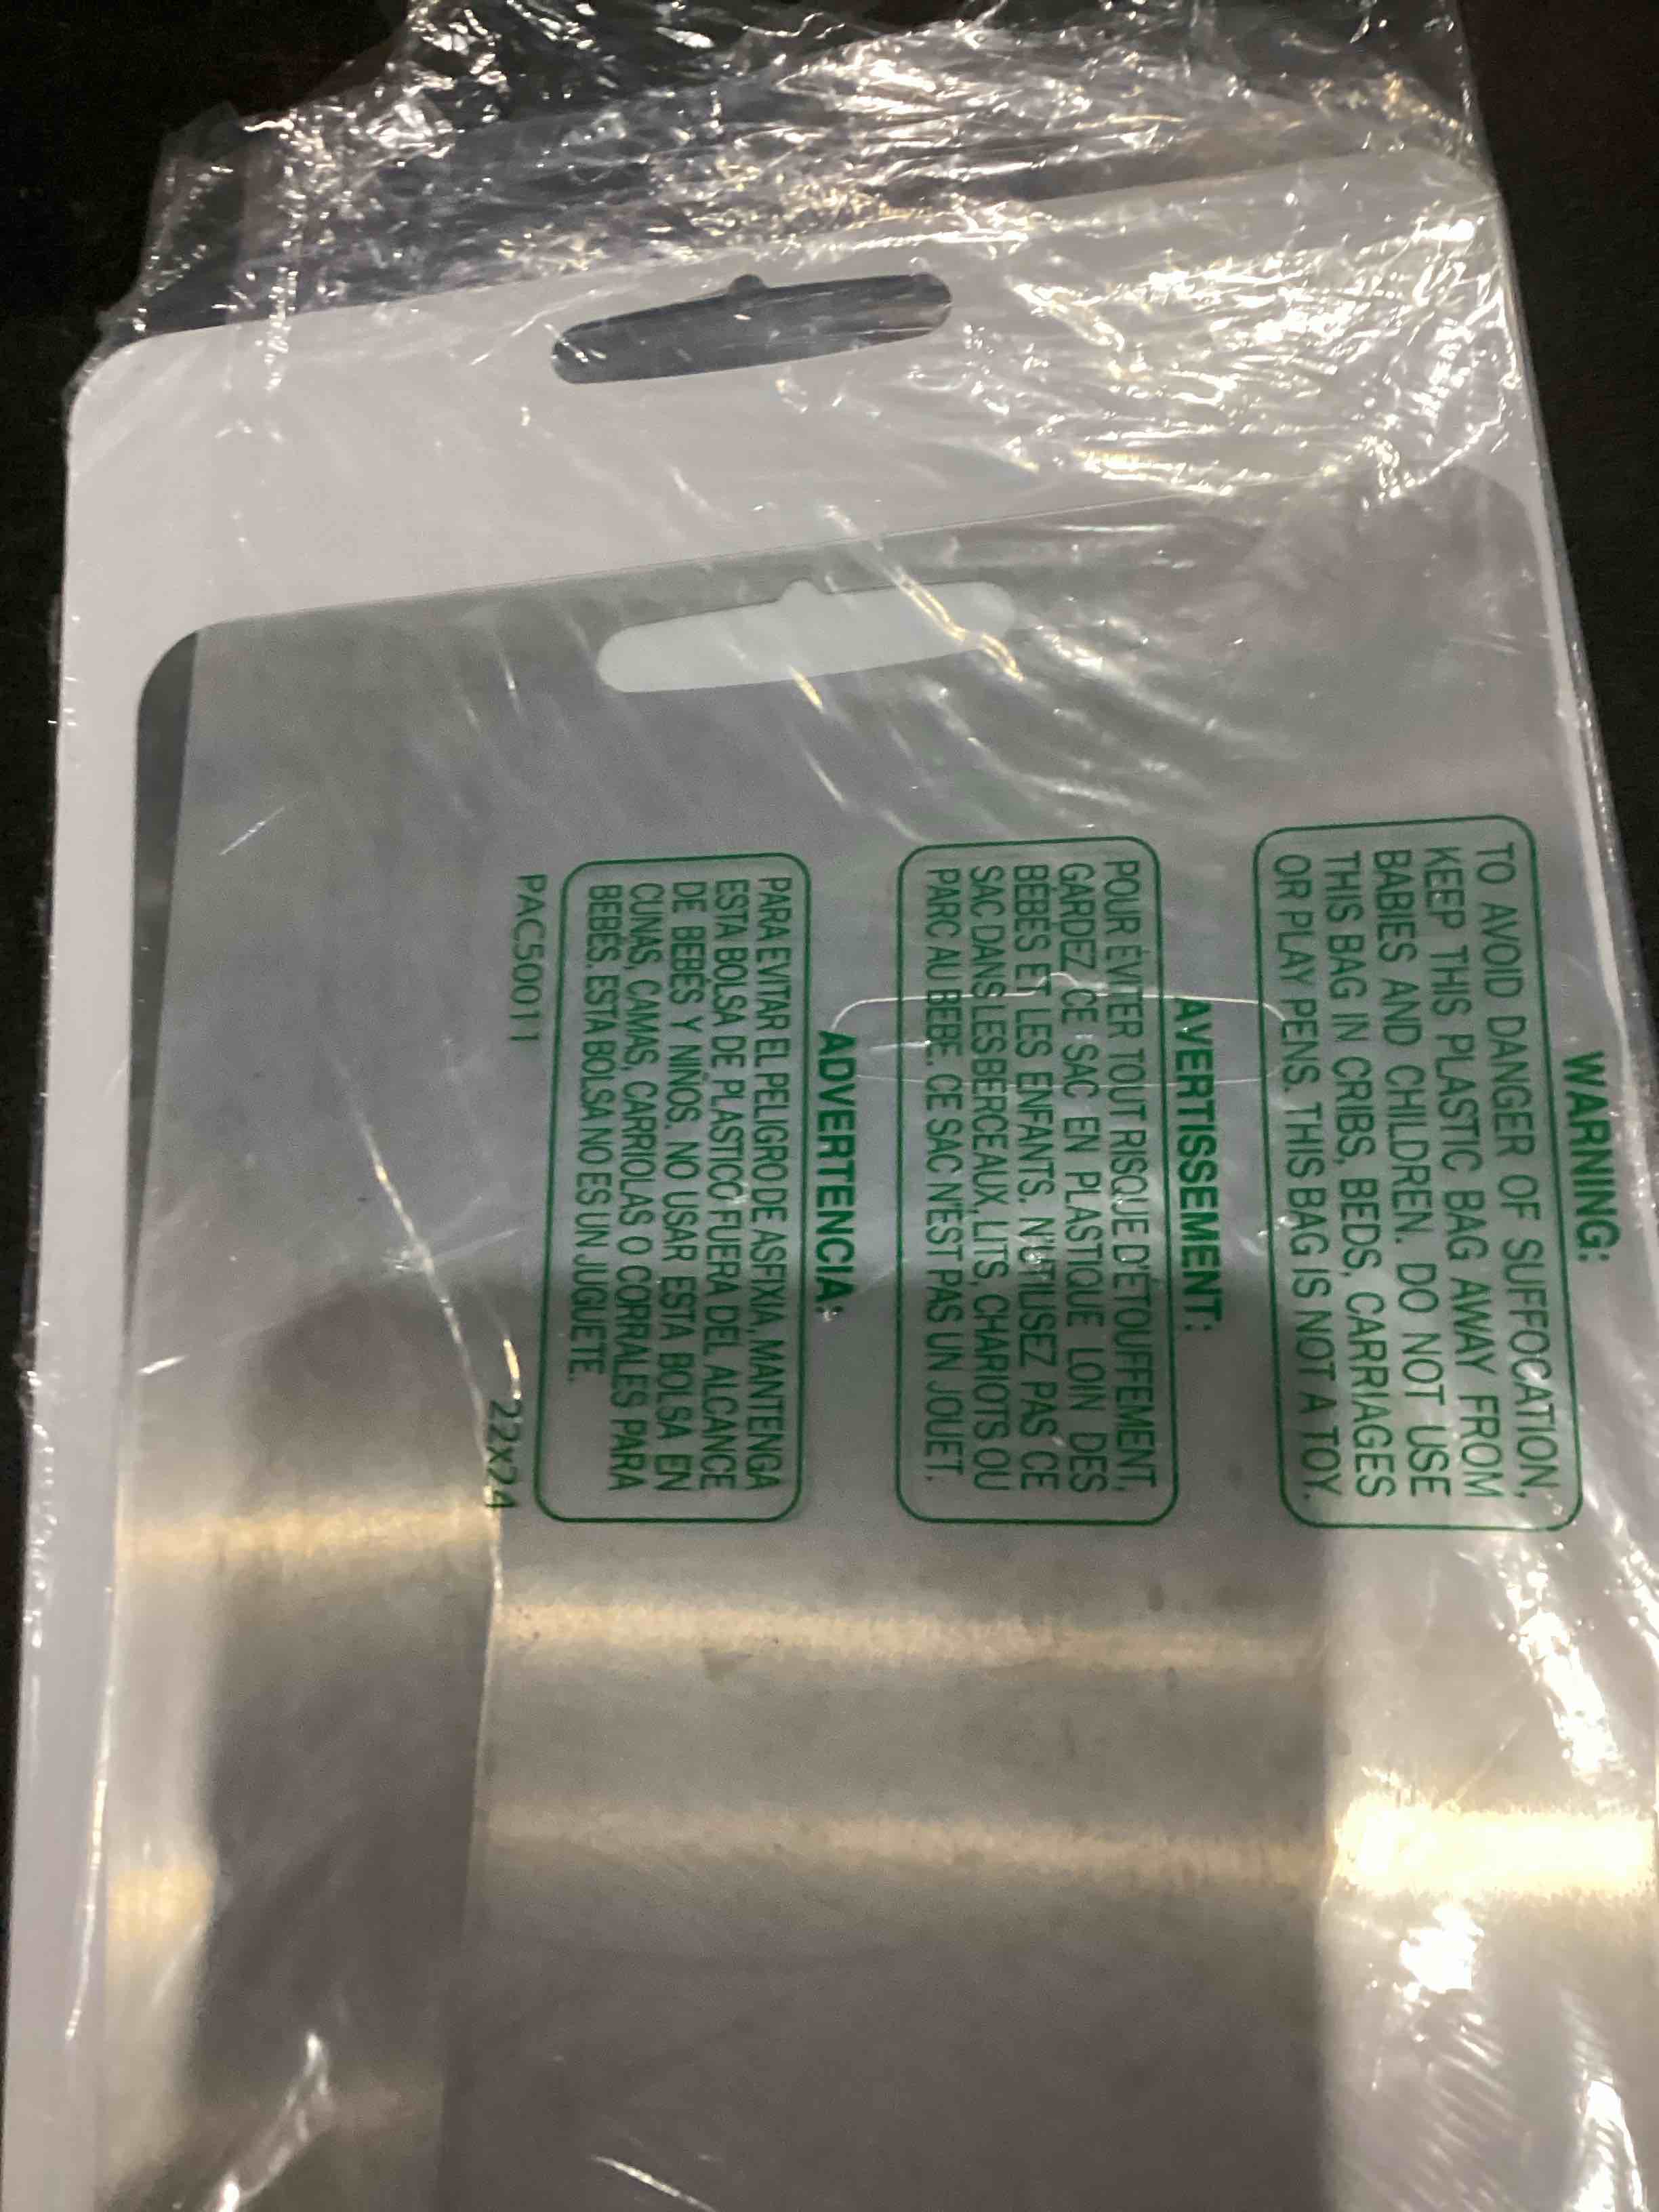 WARNING:
TO AVOID DANGER OF SUFFOCATION,
KEEP THIS PLASTIC BAG AWAY FROM
BABIES AND CHILDREN. DO NOT USE
THIS BAG IN CRIBS, BEDS, CARRIAGES
OR PLAY PENS. THIS BAG IS NOT A TOY.
AVERTISSEMENT:
POUR ÉVITER TOUT RISQUE D'ÉTOUFFEMENT,
GARDEZ CE SAC EN PLASTIQUE LOIN DES
BÉBÉS ET LES ENFANTS. N'UTIUSEZ PAS CE
SAC DANS LES BERCEAUX, LITS, CHARIOTS OU
PARC AU BÉBÉ. CE SAC N'EST PAS UN JOUET.
ADVERTENCIA:
PARA EVITAR EL PELIGRO DE ASFIXIA, MANTENGA
ESTA BOLSA DE PLASTICO FUERA DEL ALCANCE
DE BEBÉS Y NIÑOS. NO USAR ESTA BOLSA EN
CUNAS, CAMAS, CARRIOLAS O CORRALES PARA
BEBÉS. ESTA BOLSA NO ES UN JUGUETE.
PAC50011
22x24